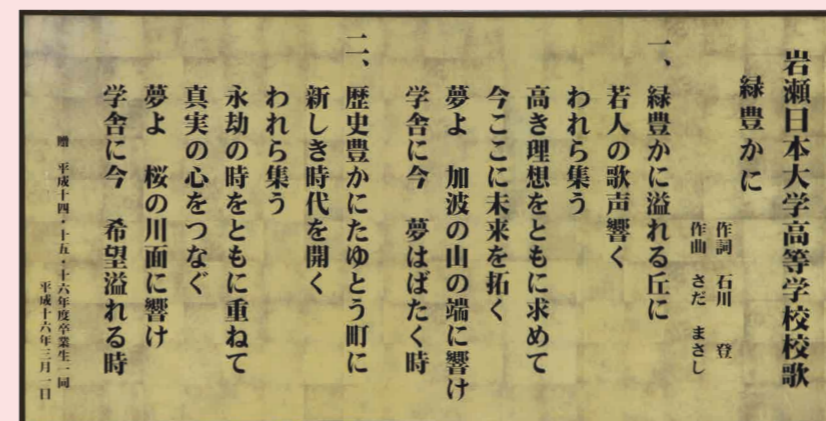 岩瀬日本大学高等学校校歌
緑豊かに
作詞　石川　登
作曲　さだ　まさし
一、緑豊かに溢れる丘に
若人の歌声響く
われら集う
高き理想をともに求めて
今ここに未来を拓く
夢よ　加波の山の端に響け
学舎に今　夢はばたく時
二、歴史豊かにたゆとう町に
新しき時代を開く
われら集う
永劫の時をともに重ねて
真実の心をつなぐ
夢よ　桜の川面に響け
学舎に今　希望溢れる時
贈　平成十四・十五・十六年度卒業生一同
平成十六年三月一日